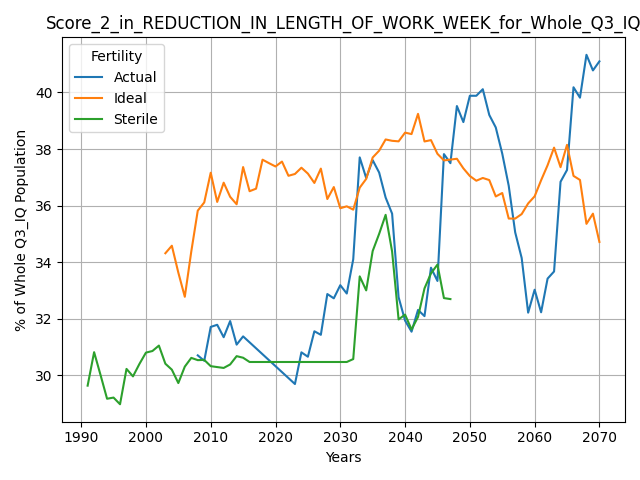 Score_2_in_REDUCTION_IN_LENGTH_OF_WORK_WEEK_for_Whole_Q3_IQ
Fertility
Actual
Ideal
Sterile
% of Whole Q3_IQ Population
40
38
36
34
32
30
1990 2000 2010 2020 2030 2040 2050 2060 2070
Years